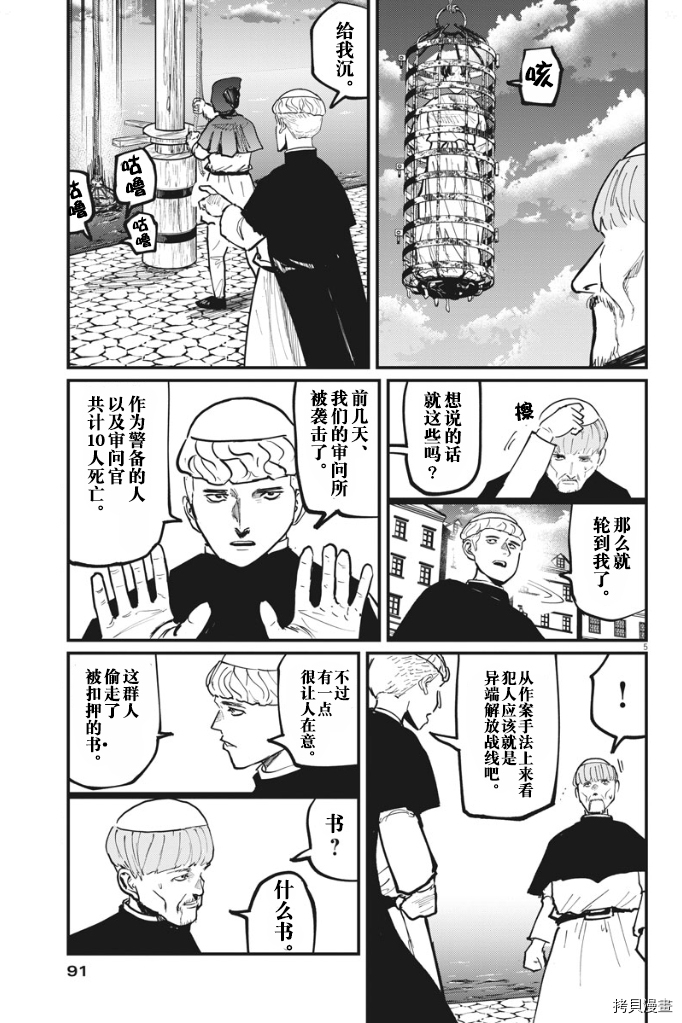 咳
给我沉。
咕噜
咕噜
咕噜
想说的话
就这些吗？
擦
那么就
轮到我了。
前几天、
我们的审问所
被袭击了。
作为警备的人
以及审问官
共计10人死亡。
5
！
从作案手法上来看
犯人应该就是
异端解放战线吧。
不过
有一点
很让人在意。
这群人
偷走了
被扣押的书。
书？
什么书。
91
拷贝漫畫